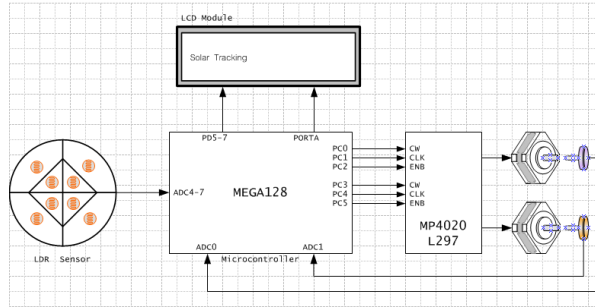 LCD Module
Solar Tracking
PD5-7
PORTA
PC0
PC1
PC2
PC3
PC4
PC5
CW
CLK
ENB
CW
CLK
ENB
ADC4-7
MEGA128
MP4020
L297
ADC0
ADC1
Microcontroller
LDR Sensor